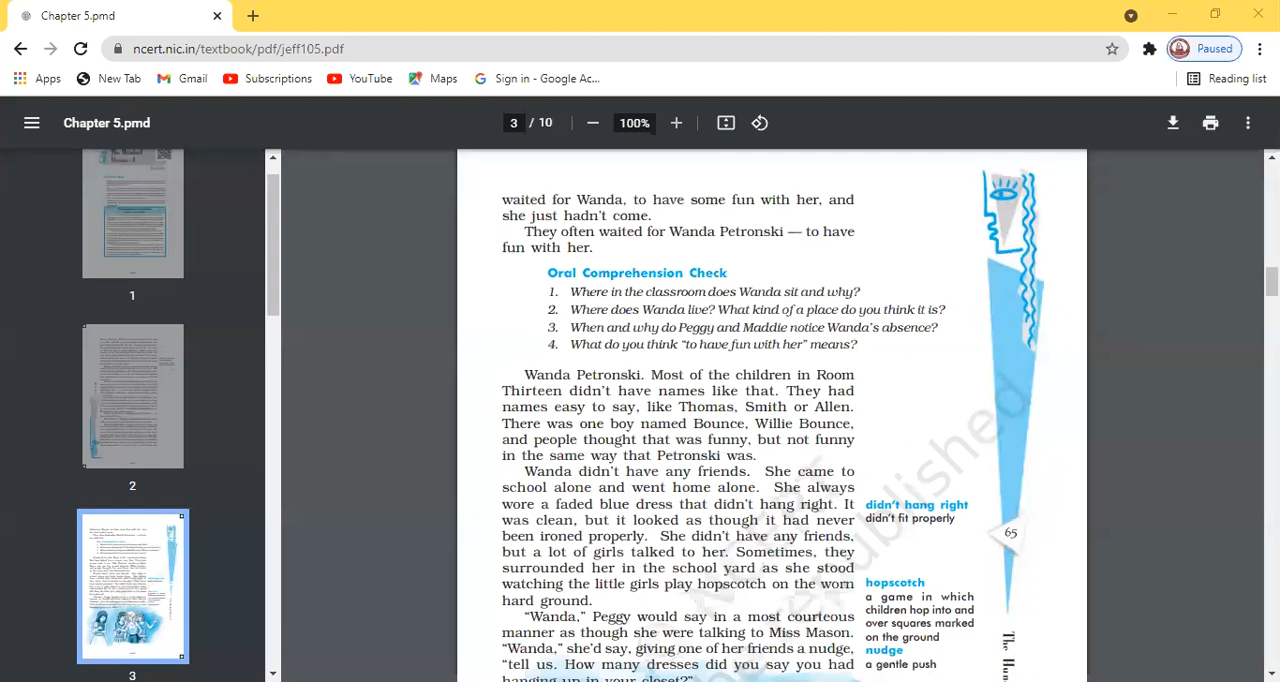 Chapter 5.pmd
ncert.nic.in/textbook/pdf/jeff105.pdf
Paused
Apps
New Tab
Gmail
Subscriptions
YouTube
Maps
Sign in - Google Ac...
Reading list
Chapter 5.pmd
3 / 10
100%
1
2
3
waited for Wanda, to have some fun with her, and
she just hadn't come.
They often waited for Wanda Petronski — to have
fun with her.
Oral Comprehension Check
1. Where in the classroom does Wanda sit and why?
2. Where does Wanda live? What kind of a place do you think it is?
3. When and why do Peggy and Maddie notice Wanda's absence?
4. What do you think “to have fun with her” means?
Wanda Petronski. Most of the children in Room
Thirteen didn't have names like that. They had
names easy to say, like Thomas, Smith or Allen.
There was one boy named Bounce, Willie Bounce,
and people thought that was funny, but not funny
in the same way that Petronski was.
Wanda didn't have any friends. She came to
school alone and went home alone. She always
wore a faded blue dress that didn't hang right. It
was clean, but it looked as though it had never
been ironed properly. She didn't have any friends,
but a lot of girls talked to her. Sometimes, they
surrounded her in the school yard as she stood
watching the little girls play hopscotch on the worn
hard ground.
“Wanda,” Peggy would say in a most courteous
manner as though she were talking to Miss Mason.
“Wanda,” she'd say, giving one of her friends a nudge,
“tell us. How many dresses did you say you had
hanging up in your closet?”
didn't hang right
didn't fit properly
hopscotch
a game in which
children hop into and
over squares marked
on the ground
nudge
a gentle push
65
The Hun
published